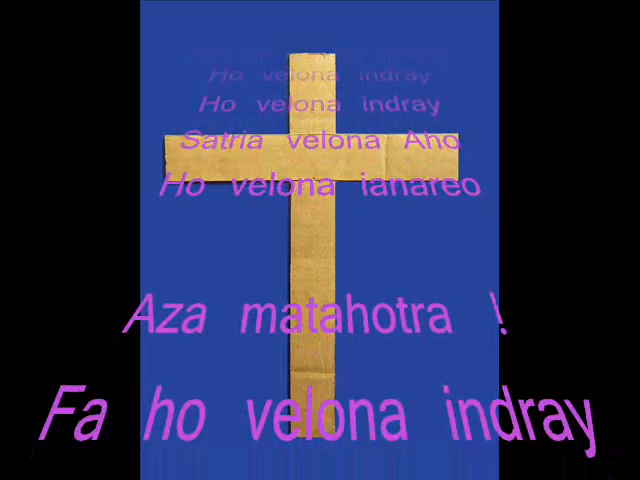 Ho velona indray
Ho velona indray
Satria velona Aho
Ho velona ianareo
Aza matahotra !
Fa ho velona indray